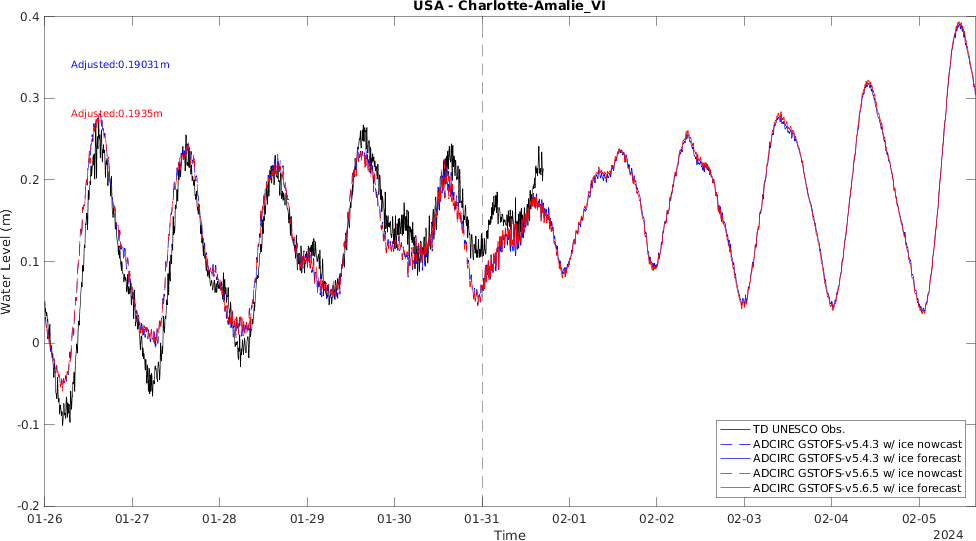 USA - Charlotte-Amalie_VI
0.4
Adjusted:0.19031m
0.3
Adjusted:0.1935m
0.2
0.1
0
-0.1
-0.2
Water Level (m)
TD UNESCO Obs.
ADCIRC GSTOFS-v5.4.3 w/ ice nowcast
ADCIRC GSTOFS-v5.4.3 w/ ice forecast
ADCIRC GSTOFS-v5.6.5 w/ ice nowcast
ADCIRC GSTOFS-v5.6.5 w/ ice forecast
01-26 01-27 01-28 01-29 01-30 01-31 02-01 02-02 02-03 02-04 02-05
Time
2024